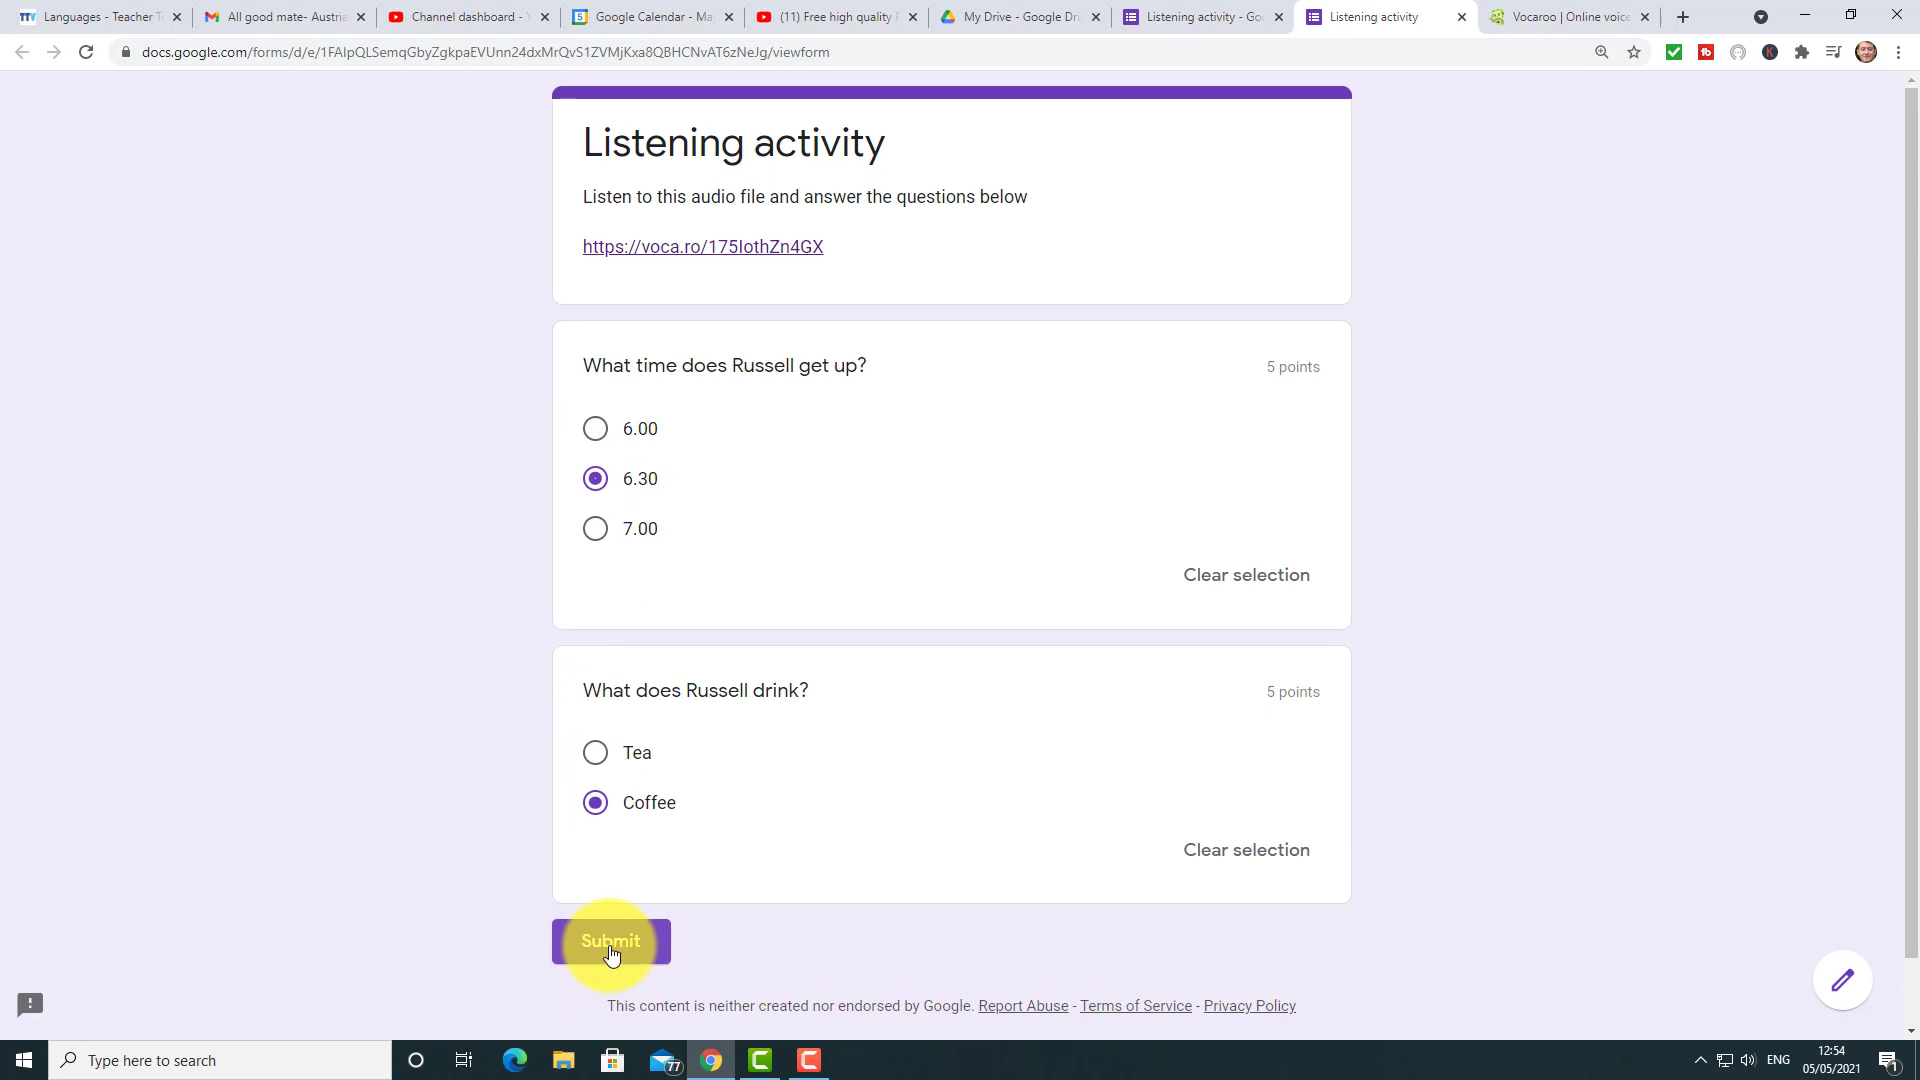 Languages - Teacher T
All good mate- Austria
Channel dashboard - Y
Google Calendar - Ma
(11) Free high quality
My Drive - Google Dr
Listening activity - Goo
Listening activity
Vocaroo | Online voice
docs.google.com/forms/d/e/1FAIpQLSemqGbyZgkpaEVUnn24dxMrQvS1ZVMjKxa8QBHCNvAT6zNeJg/viewform
Listening activity
Listen to this audio file and answer the questions below
https://voca.ro/175IothZn4GX
What time does Russell get up?
5 points
6.00
6.30
7.00
Clear selection
What does Russell drink?
5 points
Tea
Coffee
Clear selection
Submit
This content is neither created nor endorsed by Google. Report Abuse - Terms of Service - Privacy Policy
Type here to search
77
ENG
12:54
05/05/2021
1